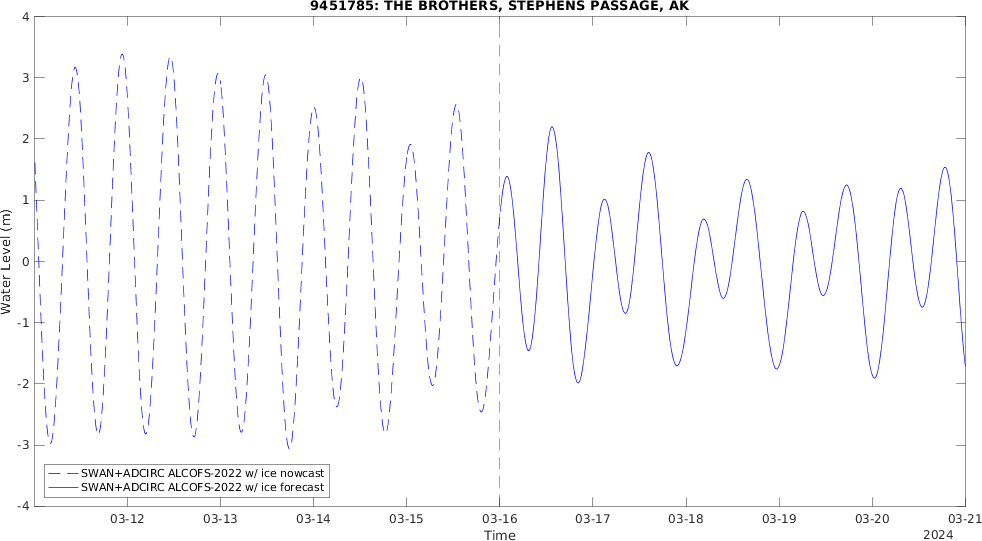 9451785: THE BROTHERS, STEPHENS PASSAGE, AK
Water Level (m)
4
3
2
1
0
-1
-2
-3
-4
SWAN+ADCIRC ALCOFS-2022 w/ ice nowcast
SWAN+ADCIRC ALCOFS-2022 w/ ice forecast
03-12 03-13 03-14 03-15 03-16 03-17 03-18 03-19 03-20 03-21
Time
2024